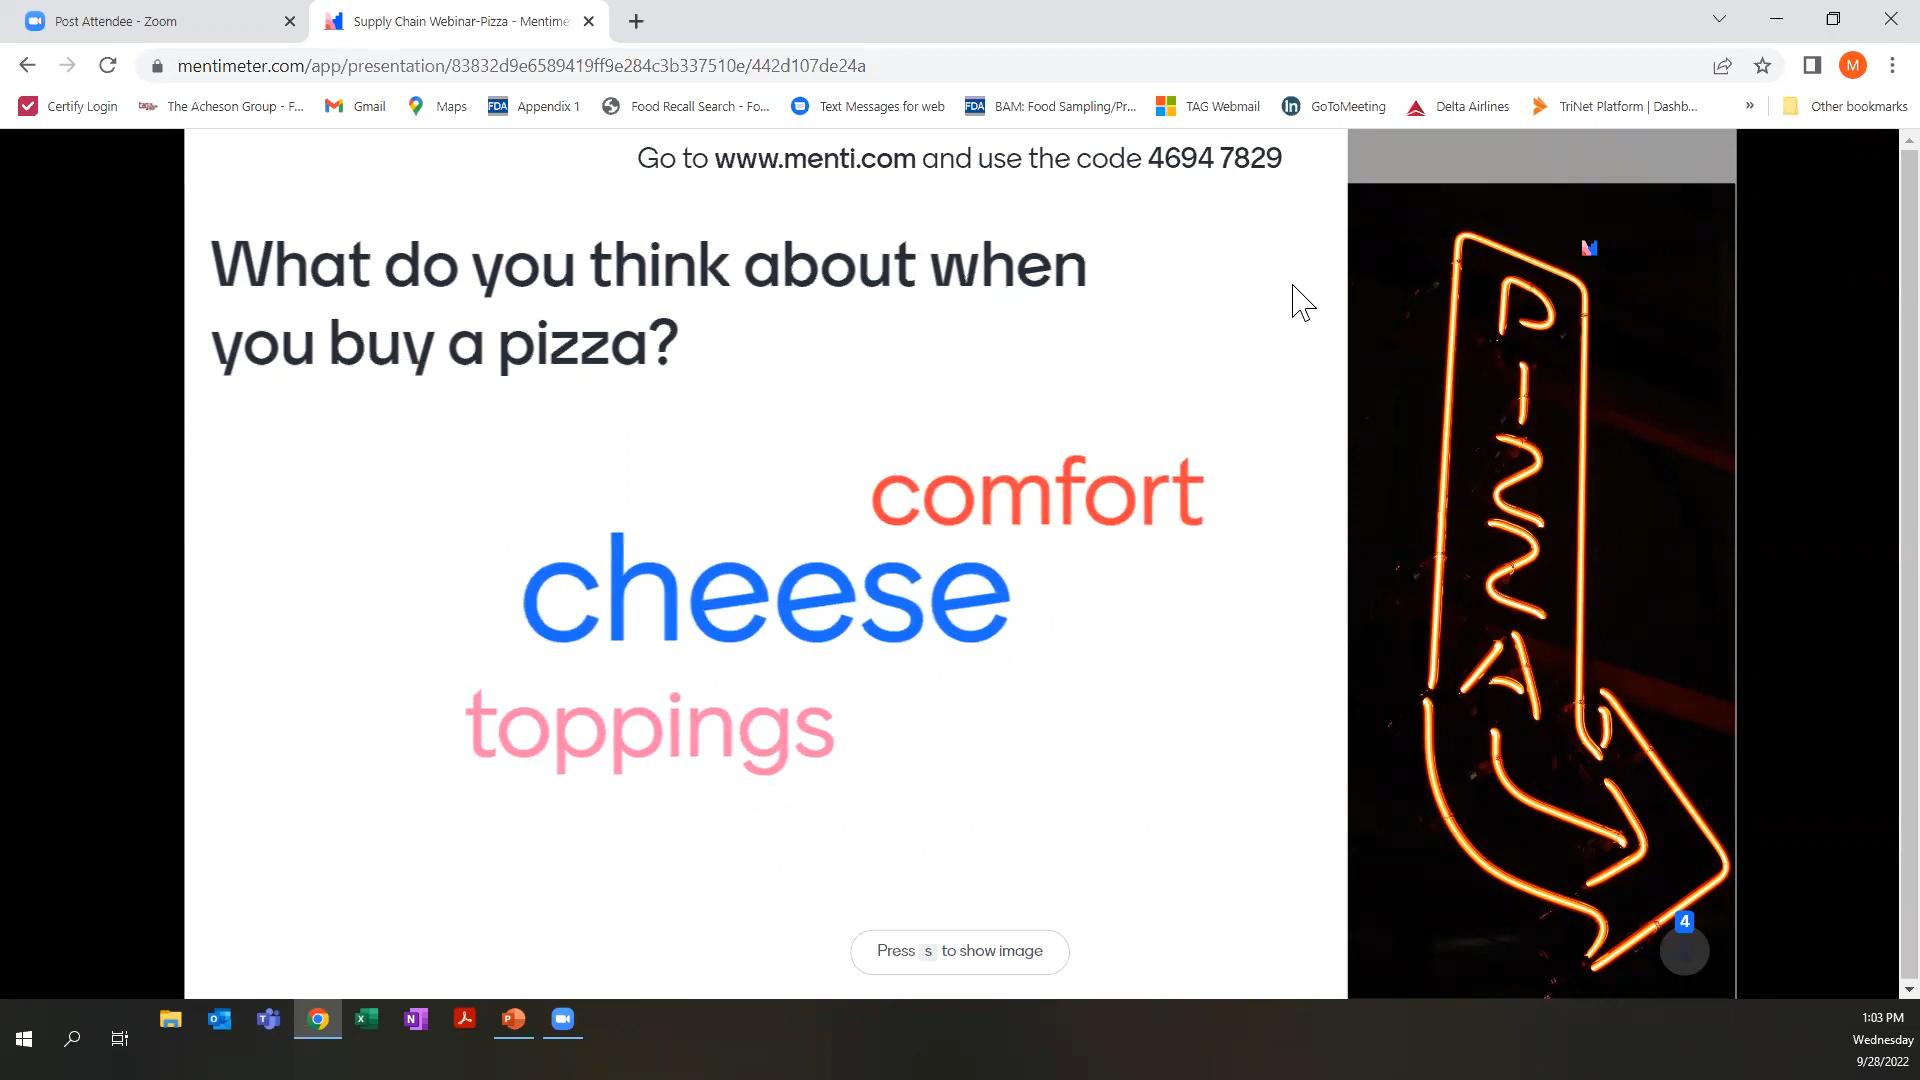 Post Attendee - Zoom
Supply Chain Webinar-Pizza - Mentime
mentimeter.com/app/presentation/83832d9e6589419ff9e284c3b337510e/442d107de24a
M
Certify Login
The Acheson Group - F...
Gmail
Maps
FDA
Appendix 1
Food Recall Search - Fo...
Text Messages for web
FDA
BAM: Food Sampling/Pr...
TAG Webmail
in
GoToMeeting
Delta Airlines
TriNet Platform | Dashb...
»
Other bookmarks
Go to www.menti.com and use the code 4694 7829
What do you think about when
you buy a pizza?
comfort
cheese
toppings
PIZZA
4
Press s to show image
1:03 PM
Wednesday
9/28/2022